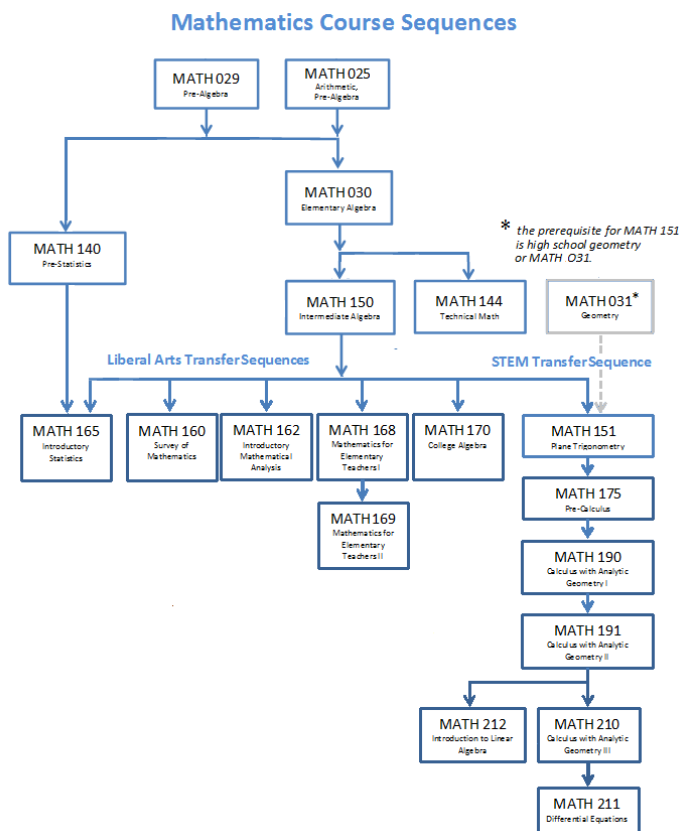 Mathematics Course Sequences
MATH 029
Pre-Algebra
MATH 025
Arithmetic,
Pre-Algebra
MATH 030
Elementary Algebra
* the prerequisite for MATH 151
is high school geometry
or MATH O31.
MATH 140
Pre-Statistics
MATH 150
Intermediate Algebra
MATH 144
Technical Math
MATH 031*
Geometry
Liberal Arts Transfer Sequences
STEM Transfer Sequence
MATH 165
Introductory
Statistics
MATH 160
Survey of
Mathematics
MATH 162
Introductory
Mathematical
Analysis
MATH 168
Mathematics for
Elementary
Teachers I
MATH 170
College Algebra
MATH 151
Plane Trigonometry
MATH 169
Mathematics for
Elementary
Teachers II
MATH 175
Pre-Calculus
MATH 190
Calculus with Analytic
Geometry I
MATH 191
Calculus with Analytic
Geometry II
MATH 212
Introduction to Linear
Algebra
MATH 210
Calculus with Analytic
Geometry III
MATH 211
Differential Equations